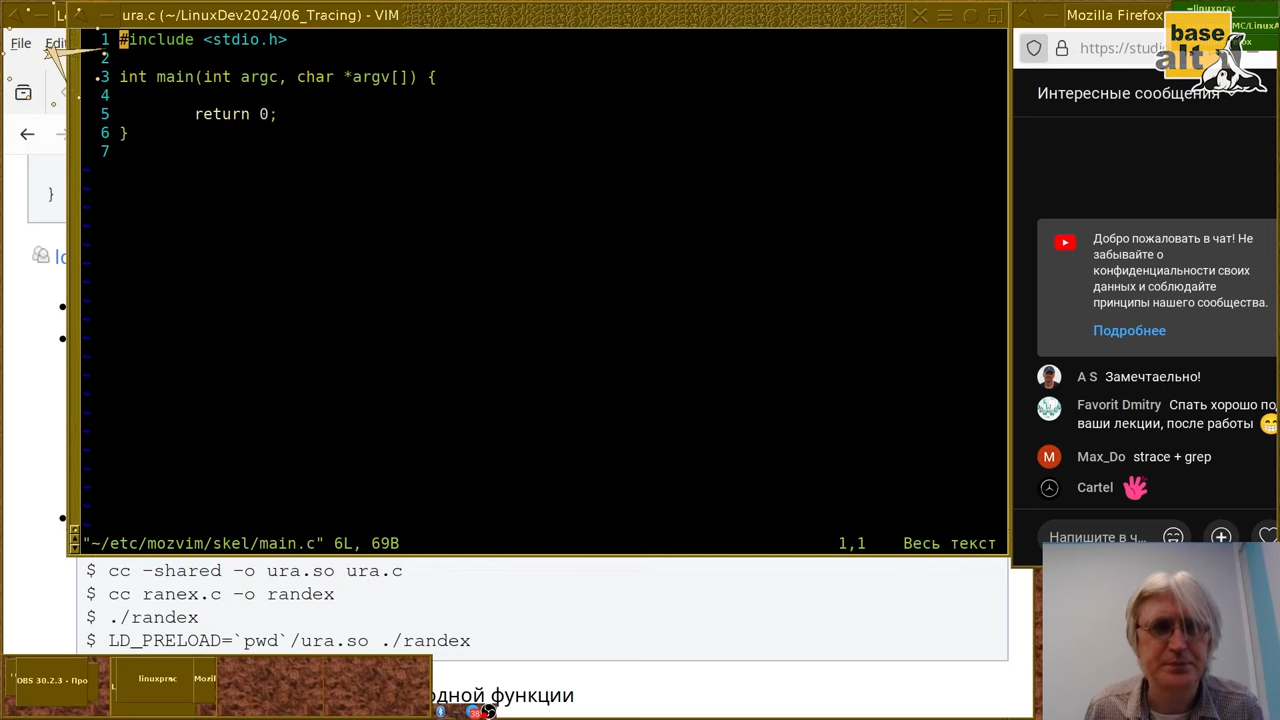 ura.c (~/LinuxDev2024/06_Tracing) - VIM
File Edit
1 #include <stdio.h>
2
3 int main(int argc, char *argv[]) {
4
5 return 0;
6 }
7
"~/etc/mozvim/skel/main.c" 6L, 69B 1,1 Весь текст
}
$ cc -shared -o ura.so ura.c
$ cc ranex.c -o randex
$ ./randex
$ LD_PRELOAD=`pwd`/ura.so ./randex
одной функции
OBS 30.2.3 - Про
linuxprac
Mozil
Mozilla Firefox
linuxprac
base
alt
https://studi
Интересные сообщения
Добро пожаловать в чат! Не
забывайте о
конфиденциальности своих
данных и соблюдайте
принципы нашего сообщества.
Подробнее
A S Замечтаельно!
Favorit Dmitry Спать хорошо по
ваши лекции, после работы
Max_Do strace + grep
Cartel
Напишите в ч...